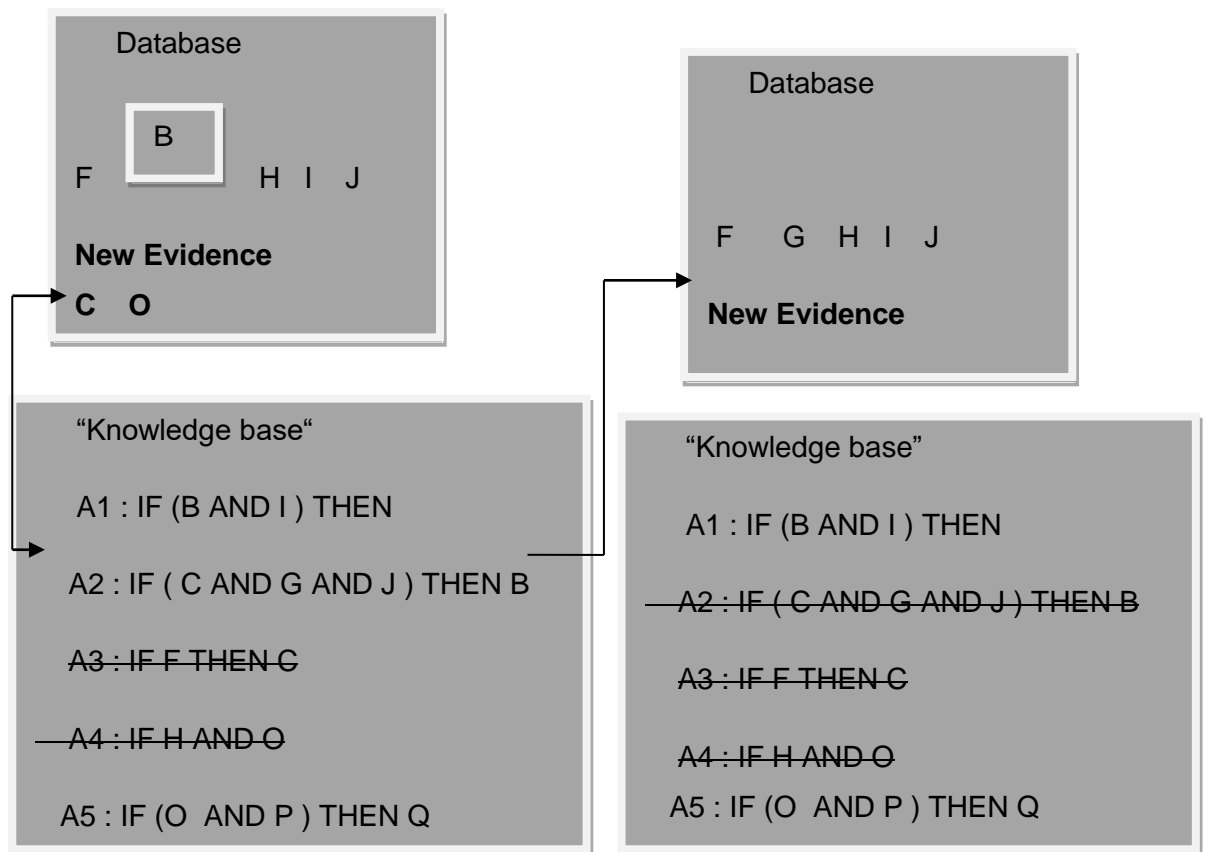 Database
B
F H I J
New Evidence
C O
“Knowledge base“
A1 : IF (B AND I ) THEN
A2 : IF ( C AND G AND J ) THEN B
A3 : IF F THEN C
A4 : IF H AND O
A5 : IF (O AND P ) THEN Q
Database
F G H I J
New Evidence
“Knowledge base”
A1 : IF (B AND I ) THEN
A2 : IF ( C AND G AND J ) THEN B
A3 : IF F THEN C
A4 : IF H AND O
A5 : IF (O AND P ) THEN Q